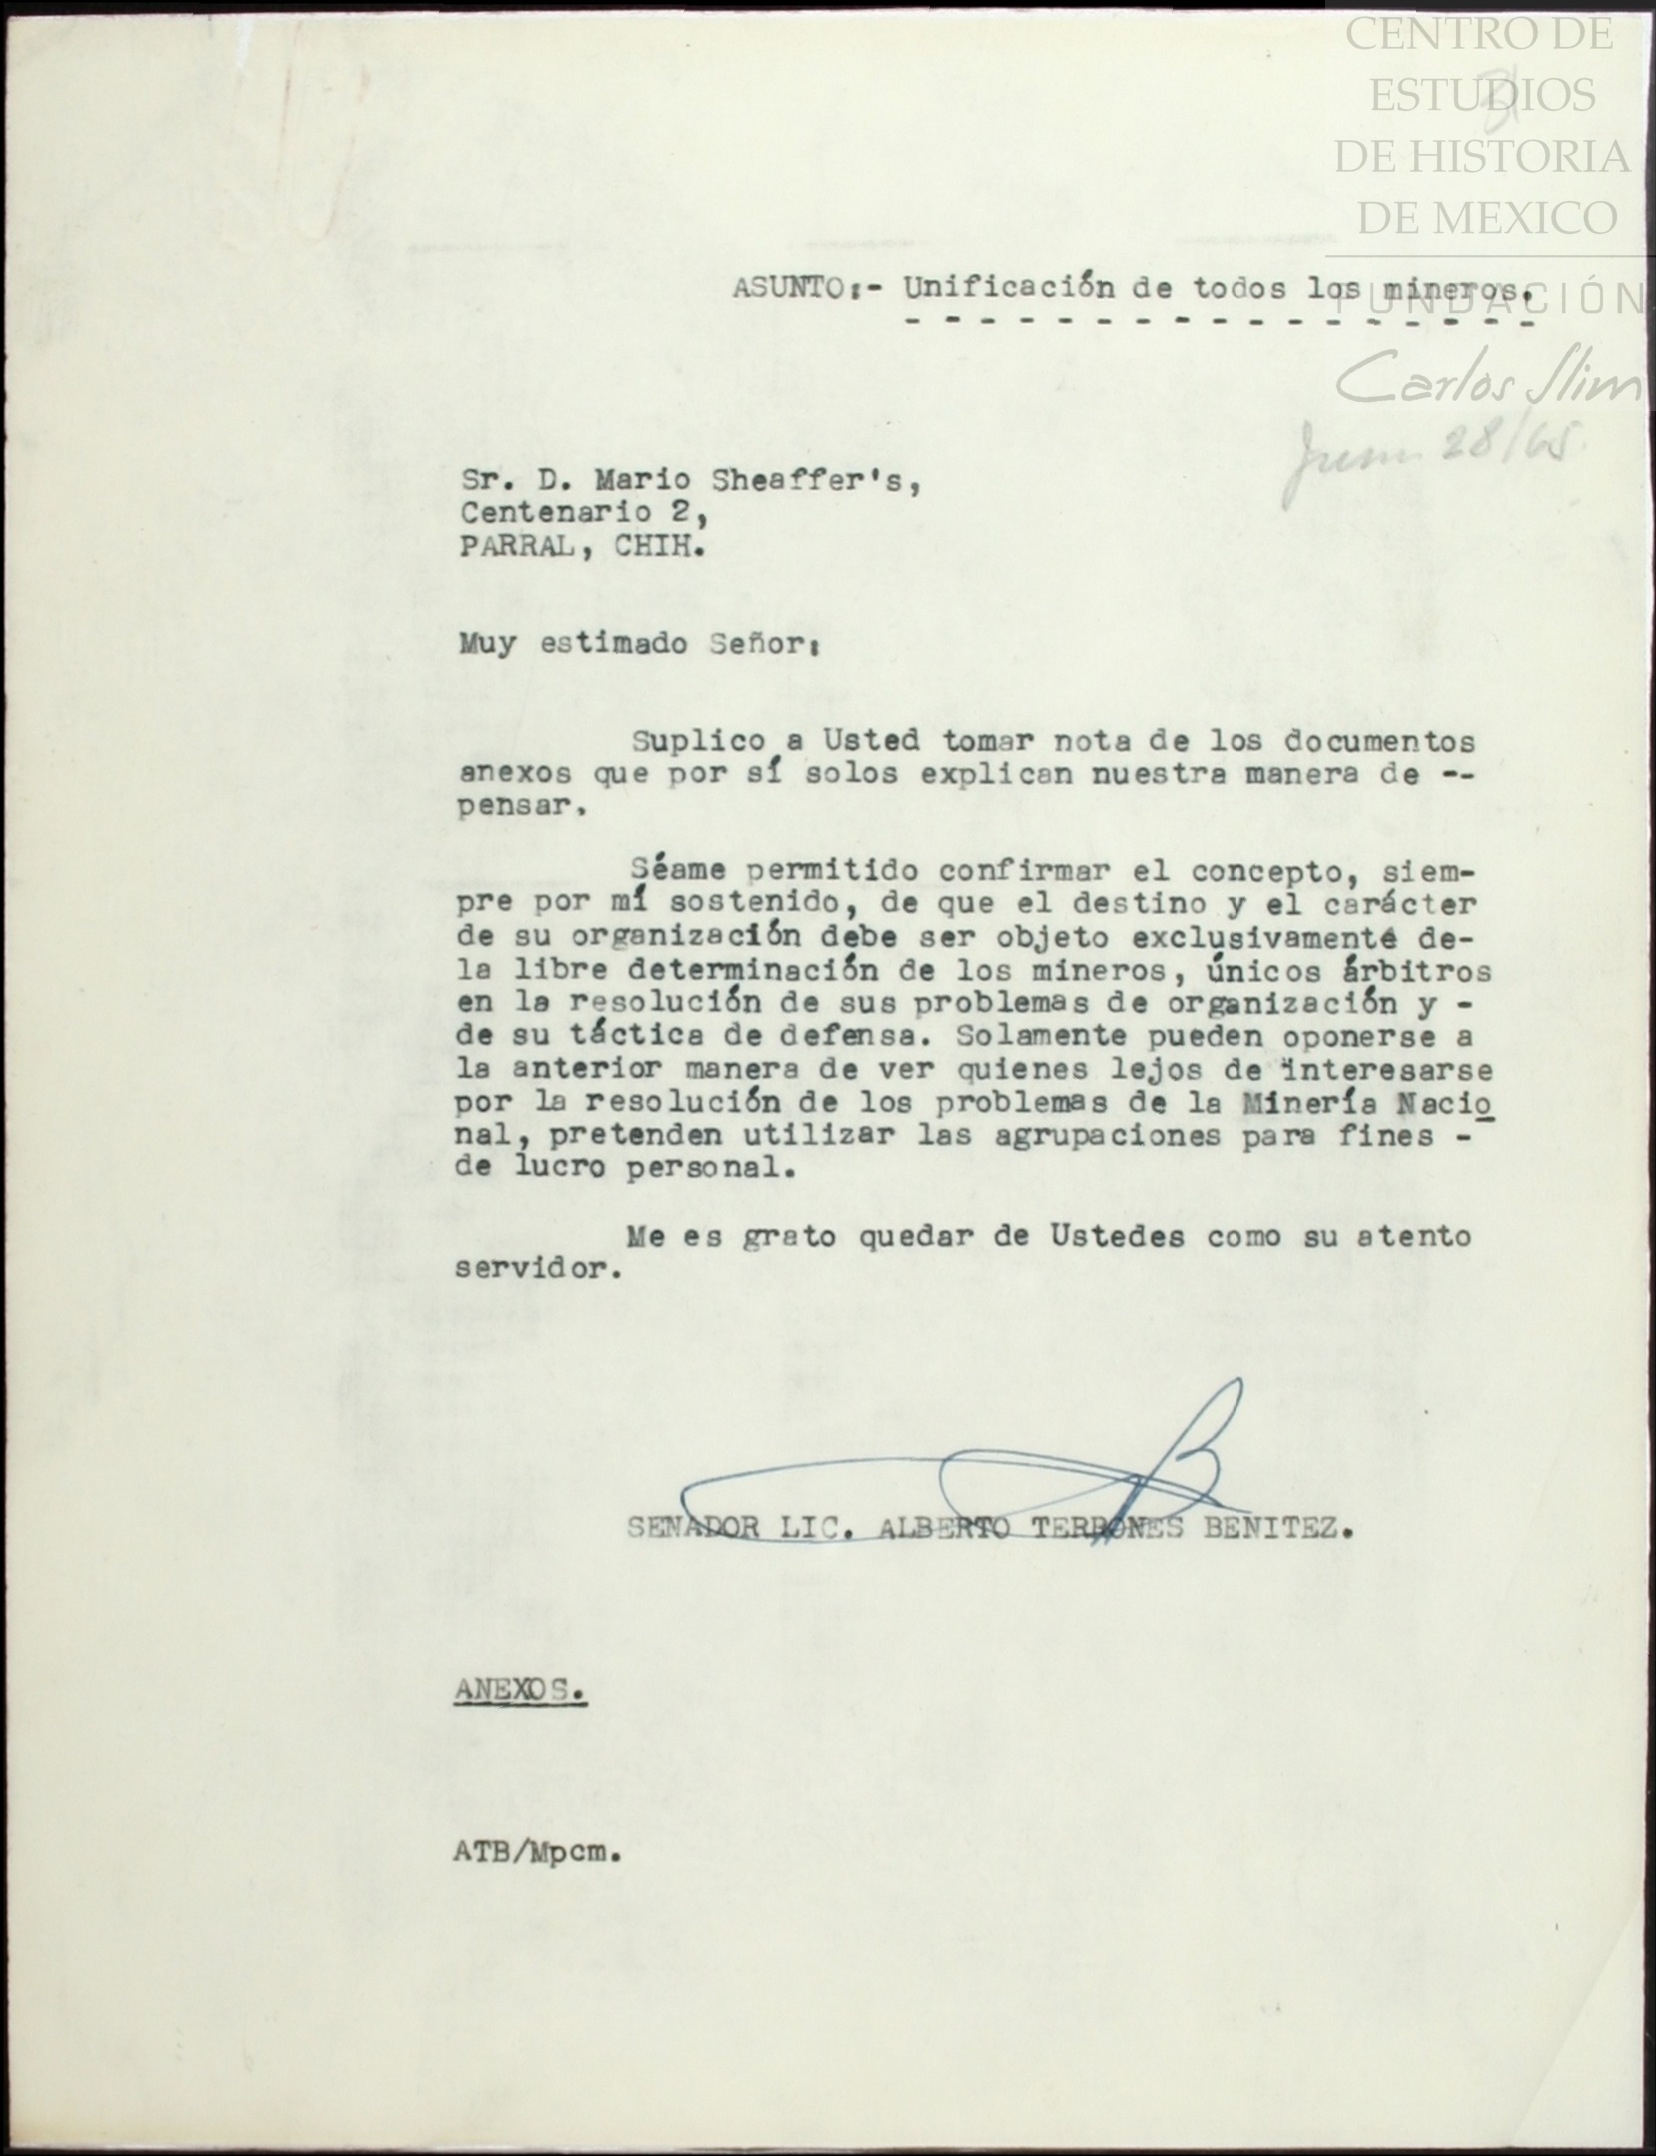 CENTRO DE
ESTUDIOS
DE HISTORIA
DE MEXICO
FUNDACIÓN
Carlos Slim
ASUNTO:- Unificación de todos los mineros.
- - - - - - - - - - - - - - - - -
28/65
Sr. D. Mario Sheaffer's,
Centenario 2,
PARRAL, CHIH.
Muy estimado Señor:
Suplico a Usted tomar nota de los documentos
anexos que por sí solos explican nuestra manera de --
pensar.
Séame permitido confirmar el concepto, siem-
pre por mí sostenido, de que el destino y el carácter
de su organización debe ser objeto exclusivamenté de-
la libre determinación de los mineros, únicos árbitros
en la resolución de sus problemas de organización y -
de su táctica de defensa. Solamente pueden oponerse a
la anterior manera de ver quienes lejos de interesarse
por la resolución de los problemas de la Minería Nacio
nal, pretenden utilizar las agrupaciones para fines -
de lucro personal.
Me es grato quedar de Ustedes como su atento
servidor.
SENADOR LIC. ALBERTO TERRONES BENITEZ.
ANEXOS.
ATB/Mpcm.